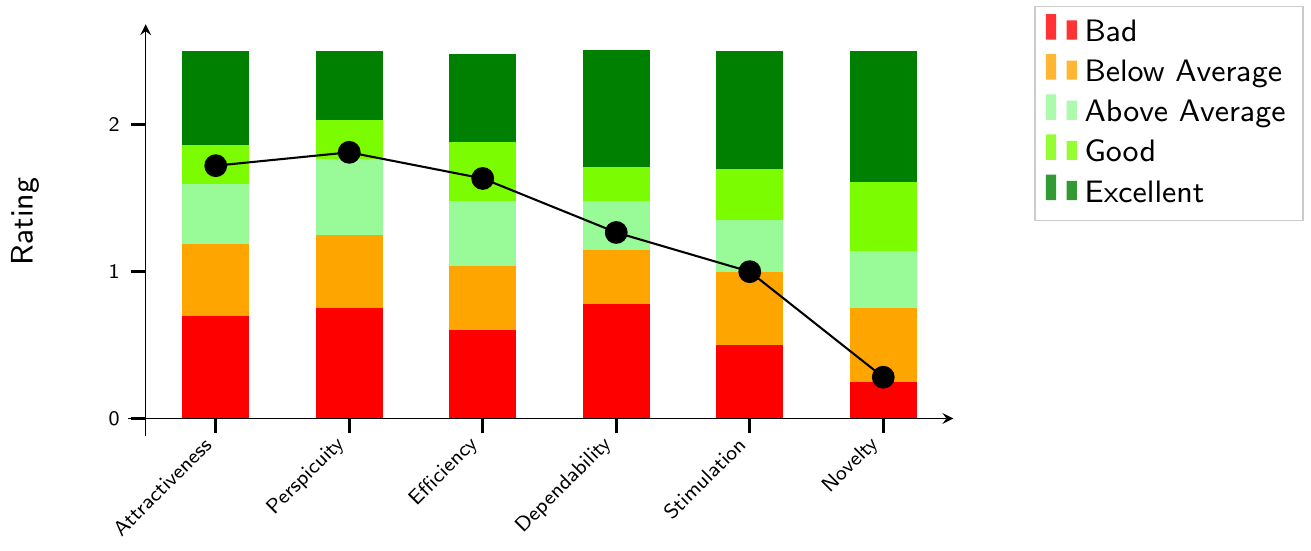 Rating
2
1
0
Attractiveness
Perspicuity
Efficiency
Dependability
Stimulation
Novelty
Bad
Below Average
Above Average
Good
Excellent